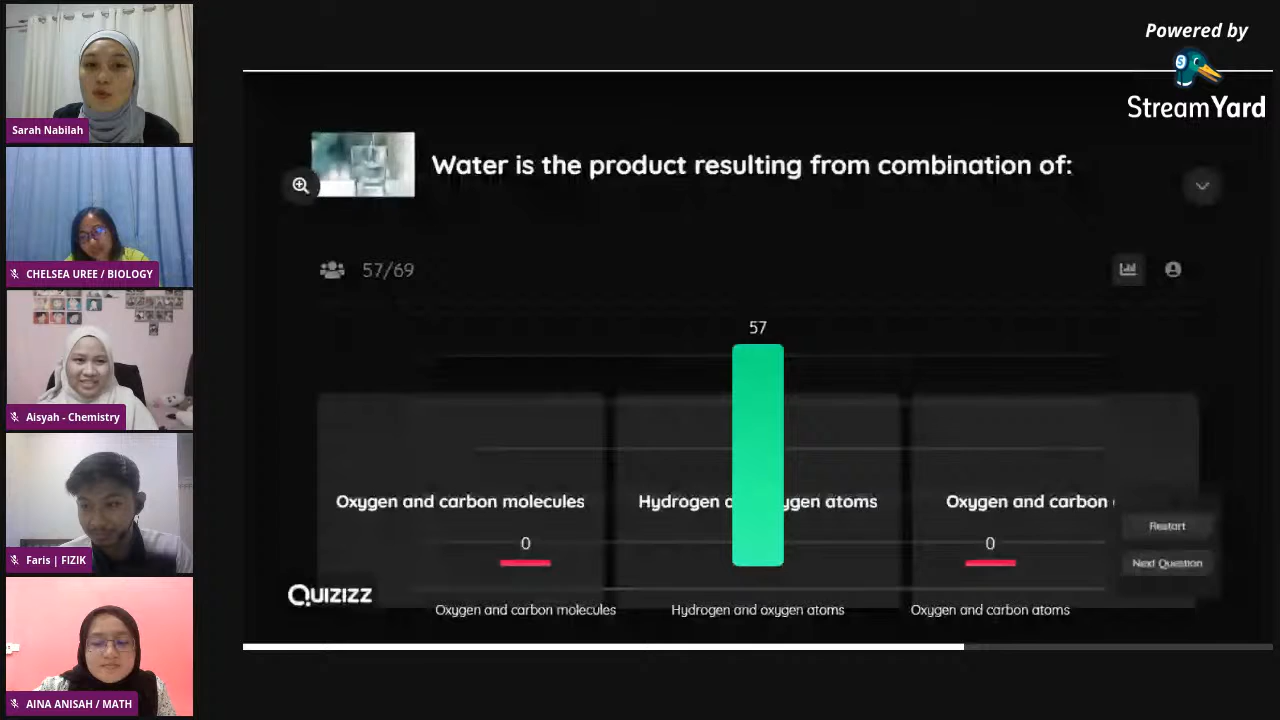 Powered by
StreamYard
Sarah Nabilah
CHELSEA UREE / BIOLOGY
Aisyah - Chemistry
Faris | FIZIK
AINA ANISAH / MATH
Water is the product resulting from combination of:
57/69
57
Oxygen and carbon molecules
Hydrogen o ygen atoms
Oxygen and carbon
0
0
Restart
Next Question
QUIZIZZ
Oxygen and carbon molecules
Hydrogen and oxygen atoms
Oxygen and carbon atoms